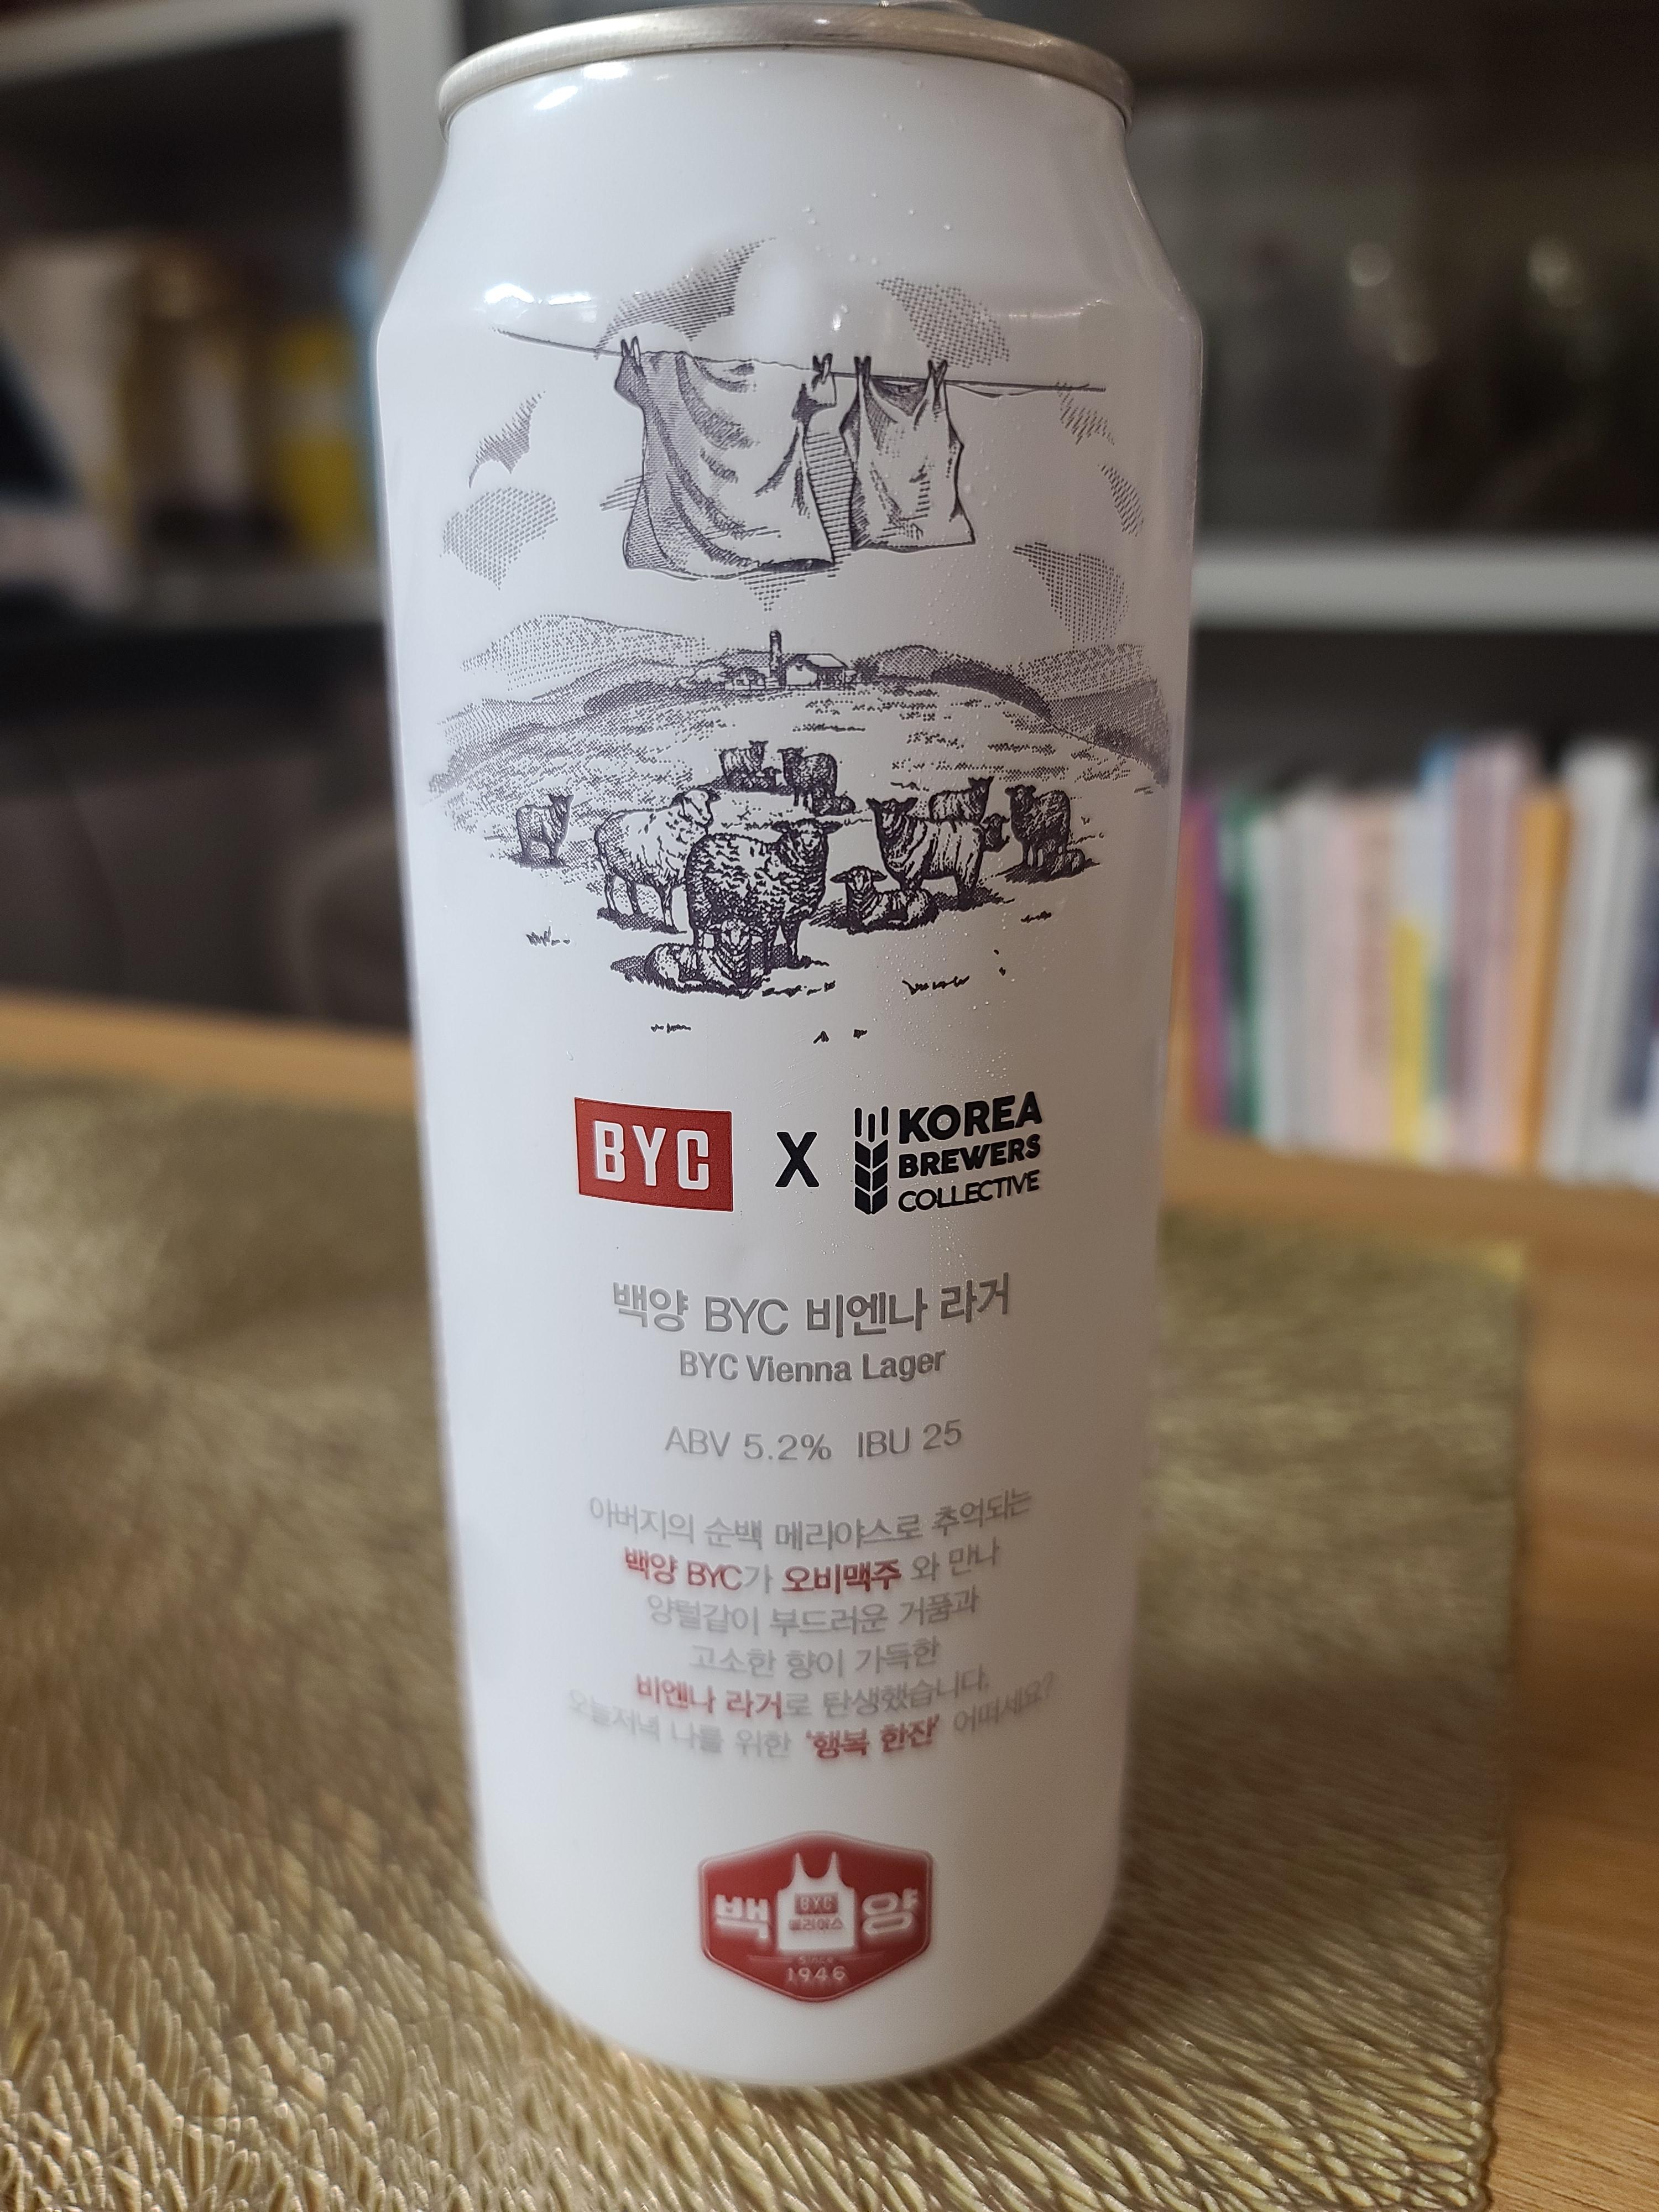 BYC X KOREA
BREWERS
COLLECTIVE
백양 BYC 비엔나 라거
BYC Vienna Lager
ABV 5.2% IBU 25
아버지의 순백 메리야스로 추억되는
백양 BYC가 오비맥주 와 만나
양털같이 부드러운 거품과
고소한 향이 가득한
비엔나 라거로 탄생했습니다.
오늘저녁 나를 위한 '행복 한잔' 어떠세요?
백 BYC 양
메리야스
Since
1946